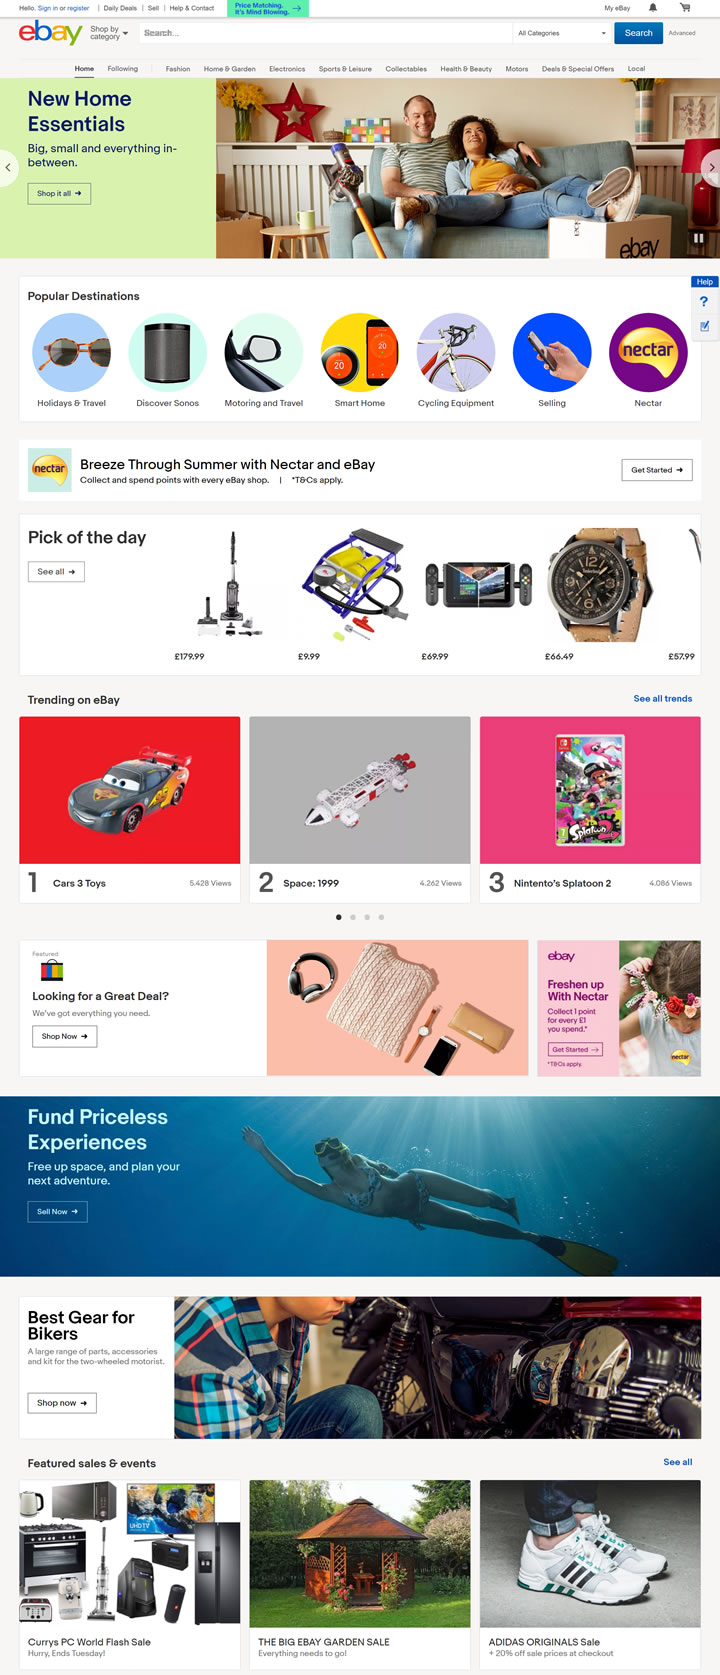 Hello. Sign in or register | Daily Deals | Sell | Help & Contact
Price Matching.
It's Mind Blowing.
My eBay
ebay
Shop by
category
Search...
All Categories
Search
Advanced
Home Following Fashion Home & Garden Electronics Sports & Leisure Collectables Health & Beauty Motors Deals & Special Offers Local
New Home
Essentials
Big, small and everything in-
between.
Shop it all
ebay
Help
?
Popular Destinations
20
20
nectar
Holidays & Travel
Discover Sonos
Motoring and Travel
Smart Home
Cycling Equipment
Selling
Nectar
nectar
Breeze Through Summer with Nectar and eBay
Collect and spend points with every eBay shop. | *T&Cs apply.
Get Started
Pick of the day
See all
£179.99
£9.99
£69.99
£66.49
£57.99
Trending on eBay
See all trends
Splatoon 2
1 Cars 3 Toys 5.428 Views
2 Space: 1999 4.262 Views
3 Nintento's Splatoon 2 4.086 Views
Featured
Looking for a Great Deal?
We've got everything you need.
Shop Now
ebay
Freshen up
With Nectar
Collect 1 point
for every £1
you spend.*
Get Started
*T&Cs apply.
nectar
Fund Priceless
Experiences
Free up space, and plan your
next adventure.
Sell Now
Best Gear for
Bikers
A large range of parts, accessories
and kit for the two-wheeled motorist.
Shop now
Featured sales & events
See all
UHD TV
Currys PC World Flash Sale
Hurry, Ends Tuesday!
THE BIG EBAY GARDEN SALE
Everything needs to go!
ADIDAS ORIGINALS Sale
+ 20% off sale prices at checkout